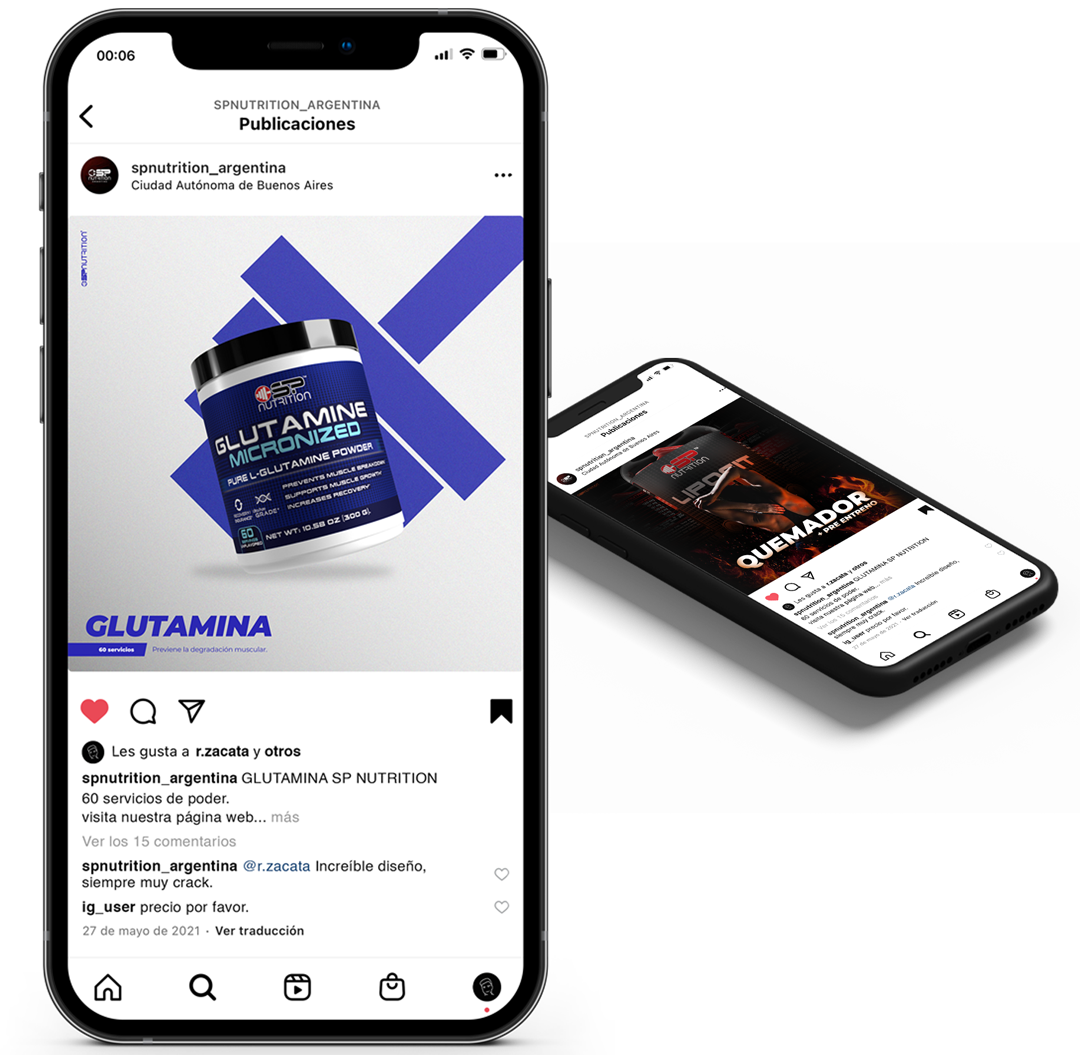 00:06
SPNUTRITION_ARGENTINA
Publicaciones
spnutrition_argentina
Ciudad Autónoma de Buenos Aires
SP NUTRITION
SP
nutrition
GLUTAMINE
MICRONIZED
PURE L-GLUTAMINE POWDER
PREVENTS MUSCLE BREAKDOWN
SUPPORTS MUSCLE GROWTH
INCREASES RECOVERY
GRADE
60
NET WT: 10.58 OZ (300 G).
GLUTAMINA
60 servicios
Previene la degradación muscular.
Les gusta a r.zacata y otros
spnutrition_argentina GLUTAMINA SP NUTRITION
60 servicios de poder.
visita nuestra página web... más
Ver los 15 comentarios
spnutrition_argentina @r.zacata Increíble diseño,
siempre muy crack.
ig_user precio por favor.
27 de mayo de 2021 · Ver traducción
SPNUTRITION_ARGENTINA
Publicaciones
spnutrition_argentina
Ciudad Autónoma de Buenos Aires
SP
nutrition
LIPOFIT
QUEMADOR
+ PRE ENTRENO
Les gusta a r.zacata y otros
spnutrition_argentina GLUTAMINA SP NUTRITION
60 servicios de poder.
visita nuestra página web... más
Ver los 15 comentarios
spnutrition_argentina @r.zacata Increíble diseño,
siempre muy crack.
ig_user precio por favor.
27 de mayo de 2021 · Ver traducción